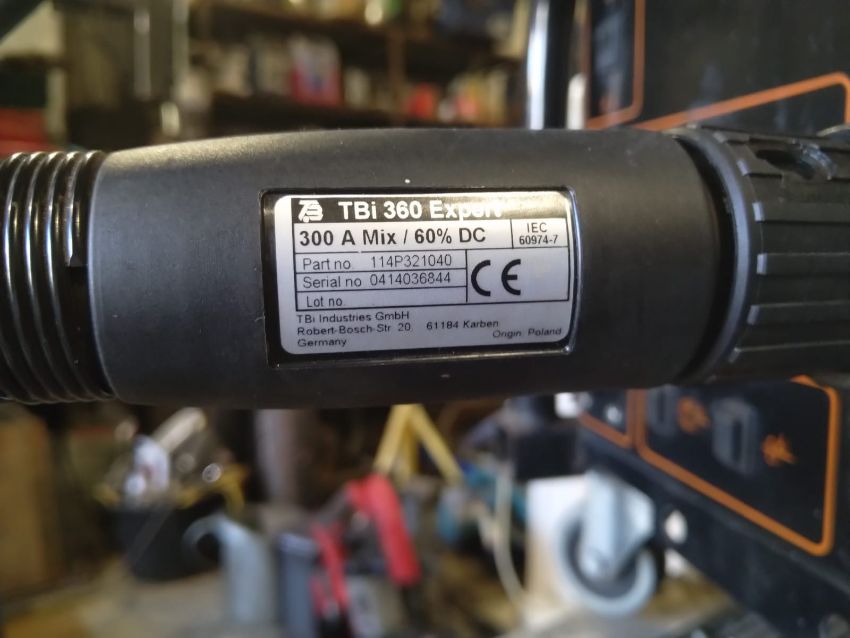 TBi 360 Expert
300 A Mix / 60% DC
IEC
60974-7
Part no. 114P321040
Serial no 0414036844
CE
Lot no.
TBi Industries GmbH
Robert-Bosch-Str. 20 61184 Karben
Germany
Origin: Poland